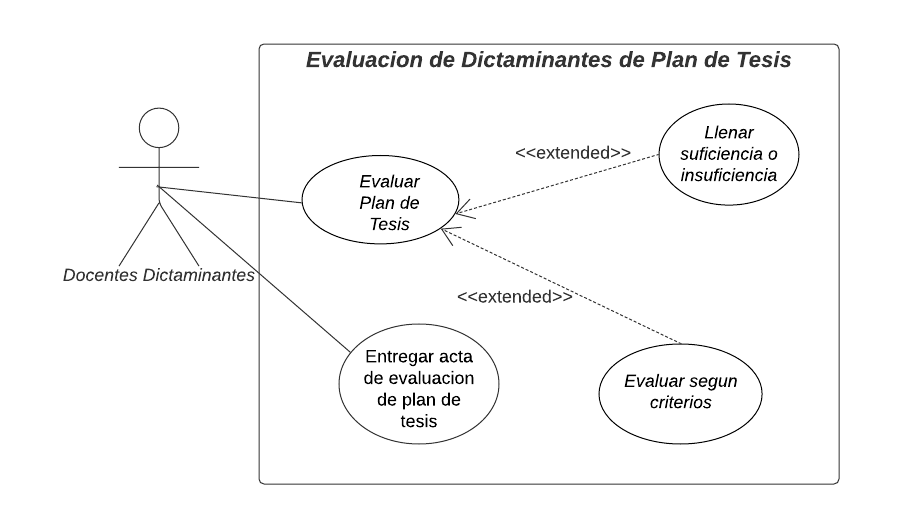 Evaluacion de Dictaminantes de Plan de Tesis
Llenar
suficiencia o
insuficiencia
<<extended>>
Evaluar
Plan de
Tesis
Docentes Dictaminantes
<<extended>>
Entregar acta
de evaluacion
de plan de
tesis
Evaluar segun
criterios